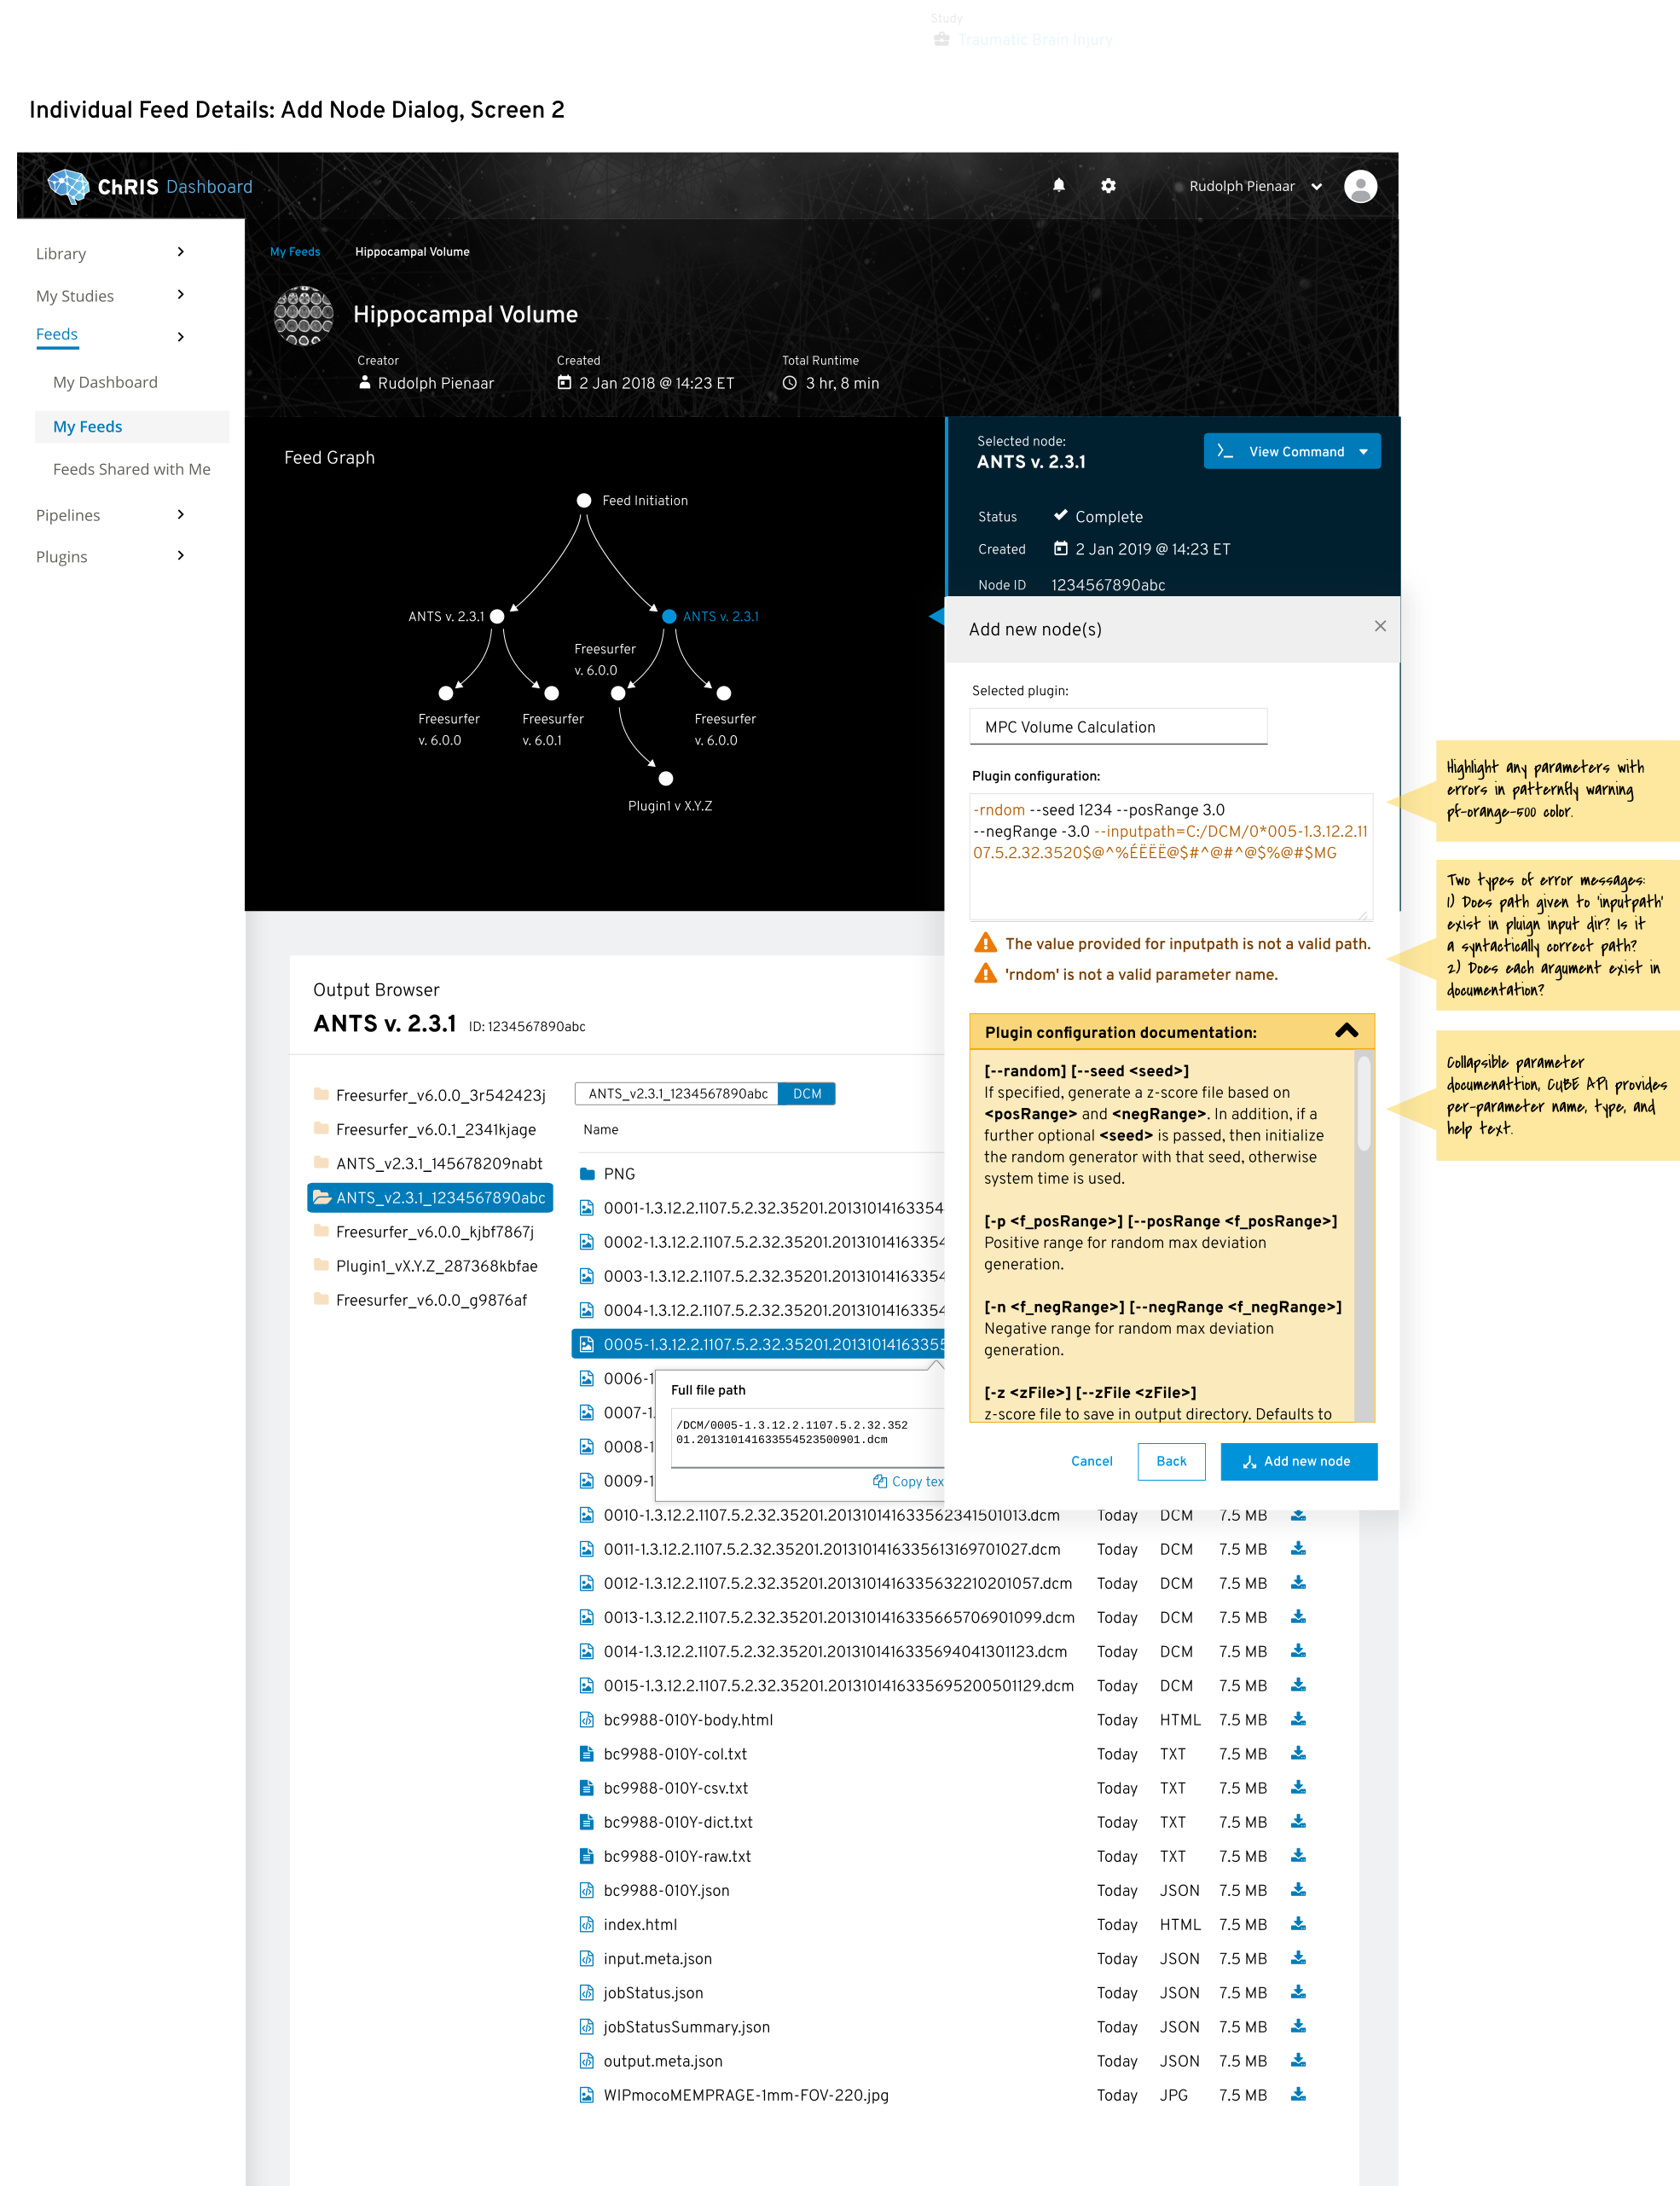 Study
Traumatic Brain Injury
Individual Feed Details: Add Node Dialog, Screen 2
ChRIS Dashboard
Rudolph Pienaar
Library
My Studies
Feeds
My Dashboard
My Feeds
Feeds Shared with Me
Pipelines
Plugins
My Feeds
Hippocampal Volume
Hippocampal Volume
Creator
Rudolph Pienaar
Created
2 Jan 2018 @ 14:23 ET
Total Runtime
3 hr, 8 min
Feed Graph
Feed Initiation
ANTS v. 2.3.1
ANTS v. 2.3.1
Freesurfer
v. 6.0.0
Freesurfer
v. 6.0.0
Freesurfer
v. 6.0.1
Freesurfer
v. 6.0.0
Plugin1 v X.Y.Z
Selected node:
ANTS v. 2.3.1
View Command
Status
Complete
Created
2 Jan 2019 @ 14:23 ET
Node ID
1234567890abc
Add new node(s)
Selected plugin:
MPC Volume Calculation
Plugin configuration:
-rndom --seed 1234 --posRange 3.0
--negRange -3.0 --inputpath=C:/DCM/0*005-1.3.12.2.11
07.5.2.32.3520$@^%ÉËËË@$#^@#^@$%@#$MG
The value provided for inputpath is not a valid path.
'rndom' is not a valid parameter name.
Plugin configuration documentation:
[--random] [--seed <seed>]
If specified, generate a z-score file based on
<posRange> and <negRange>. In addition, if a
further optional <seed> is passed, then initialize
the random generator with that seed, otherwise
system time is used.
[-p <f_posRange>] [--posRange <f_posRange>]
Positive range for random max deviation
generation.
[-n <f_negRange>] [--negRange <f_negRange>]
Negative range for random max deviation
generation.
[-z <zFile>] [--zFile <zFile>]
z-score file to save in output directory. Defaults to
Cancel
Back
Add new node
Highlight any parameters with
errors in patternfly warning
pf-orange-500 color.
Two types of error messages:
1) Does path given to 'inputpath'
exist in pluign input dir? Is it
a syntactically correct path?
2) Does each argument exist in
documentation?
Collapsible parameter
documenattion, CUBE API provides
per-parameter name, type, and
help text.
Output Browser
ANTS v. 2.3.1 ID: 1234567890abc
Freesurfer_v6.0.0_3r542423j
Freesurfer_v6.0.1_2341kjage
ANTS_v2.3.1_145678209nabt
ANTS_v2.3.1_1234567890abc
Freesurfer_v6.0.0_kjbf7867j
Plugin1_vX.Y.Z_287368kbfae
Freesurfer_v6.0.0_g9876af
ANTS_v2.3.1_1234567890abc DCM
Name
PNG
0001-1.3.12.2.1107.5.2.32.35201.20131014163354
0002-1.3.12.2.1107.5.2.32.35201.20131014163354
0003-1.3.12.2.1107.5.2.32.35201.20131014163354
0004-1.3.12.2.1107.5.2.32.35201.20131014163354
0005-1.3.12.2.1107.5.2.32.35201.20131014163355
0006-1
0007-1.
0008-1
0009-1
Full file path
/DCM/0005-1.3.12.2.1107.5.2.32.352
01.201310141633554523500901.dcm
Copy tex
0010-1.3.12.2.1107.5.2.32.35201.201310141633562341501013.dcm Today DCM 7.5 MB
0011-1.3.12.2.1107.5.2.32.35201.2013101416335613169701027.dcm Today DCM 7.5 MB
0012-1.3.12.2.1107.5.2.32.35201.2013101416335632210201057.dcm Today DCM 7.5 MB
0013-1.3.12.2.1107.5.2.32.35201.2013101416335665706901099.dcm Today DCM 7.5 MB
0014-1.3.12.2.1107.5.2.32.35201.2013101416335694041301123.dcm Today DCM 7.5 MB
0015-1.3.12.2.1107.5.2.32.35201.2013101416335695200501129.dcm Today DCM 7.5 MB
bc9988-010Y-body.html Today HTML 7.5 MB
bc9988-010Y-col.txt Today TXT 7.5 MB
bc9988-010Y-csv.txt Today TXT 7.5 MB
bc9988-010Y-dict.txt Today TXT 7.5 MB
bc9988-010Y-raw.txt Today TXT 7.5 MB
bc9988-010Y.json Today JSON 7.5 MB
index.html Today HTML 7.5 MB
input.meta.json Today JSON 7.5 MB
jobStatus.json Today JSON 7.5 MB
jobStatusSummary.json Today JSON 7.5 MB
output.meta.json Today JSON 7.5 MB
WIPmocoMEMPRAGE-1mm-FOV-220.jpg Today JPG 7.5 MB